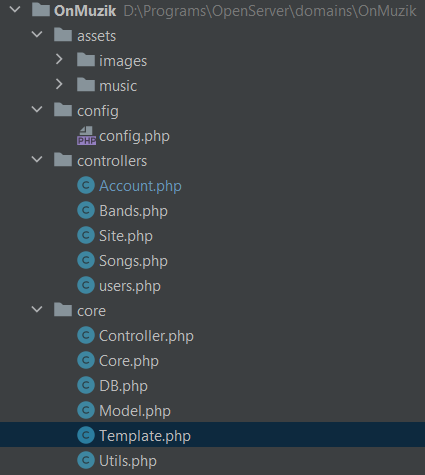 OnMuzik D:\Programs\OpenServer\domains\OnMuzik
assets
images
music
config
PHP config.php
controllers
C Account.php
C Bands.php
C Site.php
C Songs.php
C users.php
core
C Controller.php
C Core.php
C DB.php
C Model.php
C Template.php
C Utils.php